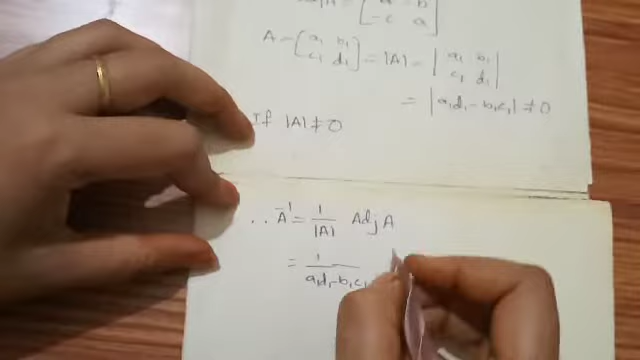 = [ -b
-c a ]
A = [ a₁ b₁
c₁ d₁ ] = |A| = | a₁ b₁
c₁ d₁ |
= | a₁d₁ - b₁c₁ | ≠ 0
If |A| ≠ 0
∴ A⁻¹ = 1/|A| Adj A
= 1/(a₁d₁ - b₁c₁)